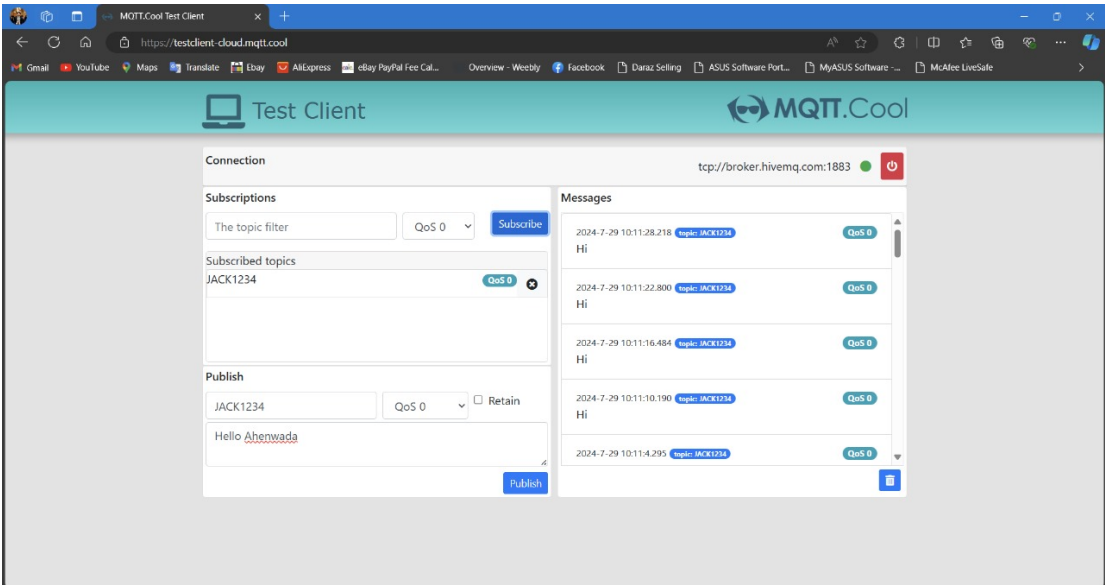 MQTT.Cool Test Client
https://testclient-cloud.mqtt.cool
Gmail YouTube Maps Translate Ebay AliExpress eBay PayPal Fee Cal... Overview - Weebly Facebook Daraz Selling ASUS Software Port... MyASUS Software -... McAfee LiveSafe
Test Client MQTT.Cool
Connection tcp://broker.hivemq.com:1883
Subscriptions
The topic filter QoS 0 Subscribe
Subscribed topics
JACK1234 QoS 0
Publish
JACK1234 QoS 0 Retain
Hello Ahenwada
Publish
Messages
2024-7-29 10:11:28.218 topic: JACK1234 QoS 0
Hi
2024-7-29 10:11:22.800 topic: JACK1234 QoS 0
Hi
2024-7-29 10:11:16.484 topic: JACK1234 QoS 0
Hi
2024-7-29 10:11:10.190 topic: JACK1234 QoS 0
Hi
2024-7-29 10:11:4.295 topic: JACK1234 QoS 0